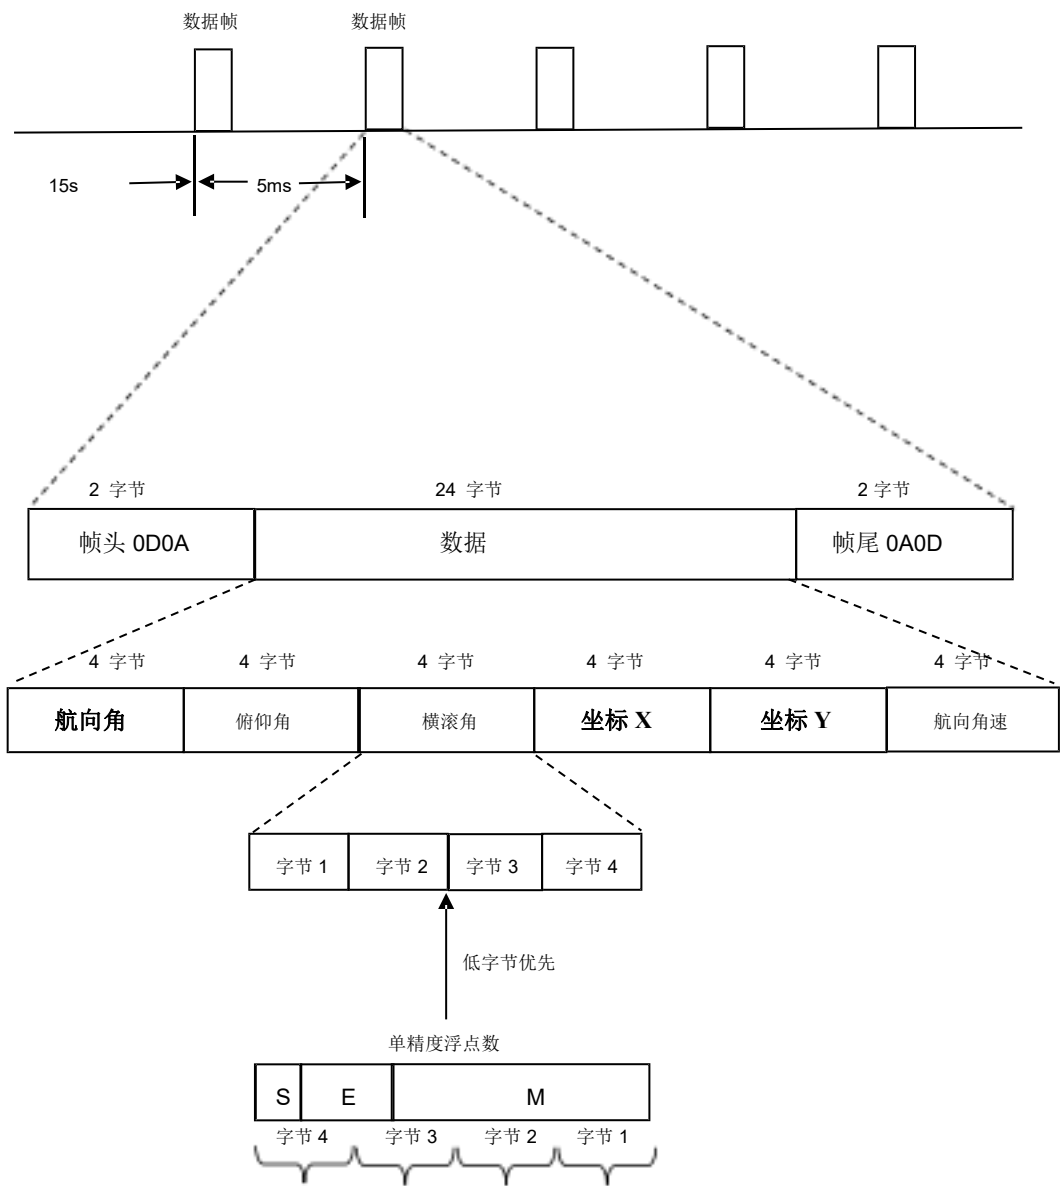 数据帧 数据帧
15s 5ms
2 字节 24 字节 2 字节
帧头 0D0A 数据 帧尾 0A0D
4 字节 4 字节 4 字节 4 字节 4 字节 4 字节
航向角 俯仰角 横滚角 坐标 X 坐标 Y 航向角速
字节 1 字节 2 字节 3 字节 4
低字节优先
单精度浮点数
S E M
字节 4 字节 3 字节 2 字节 1